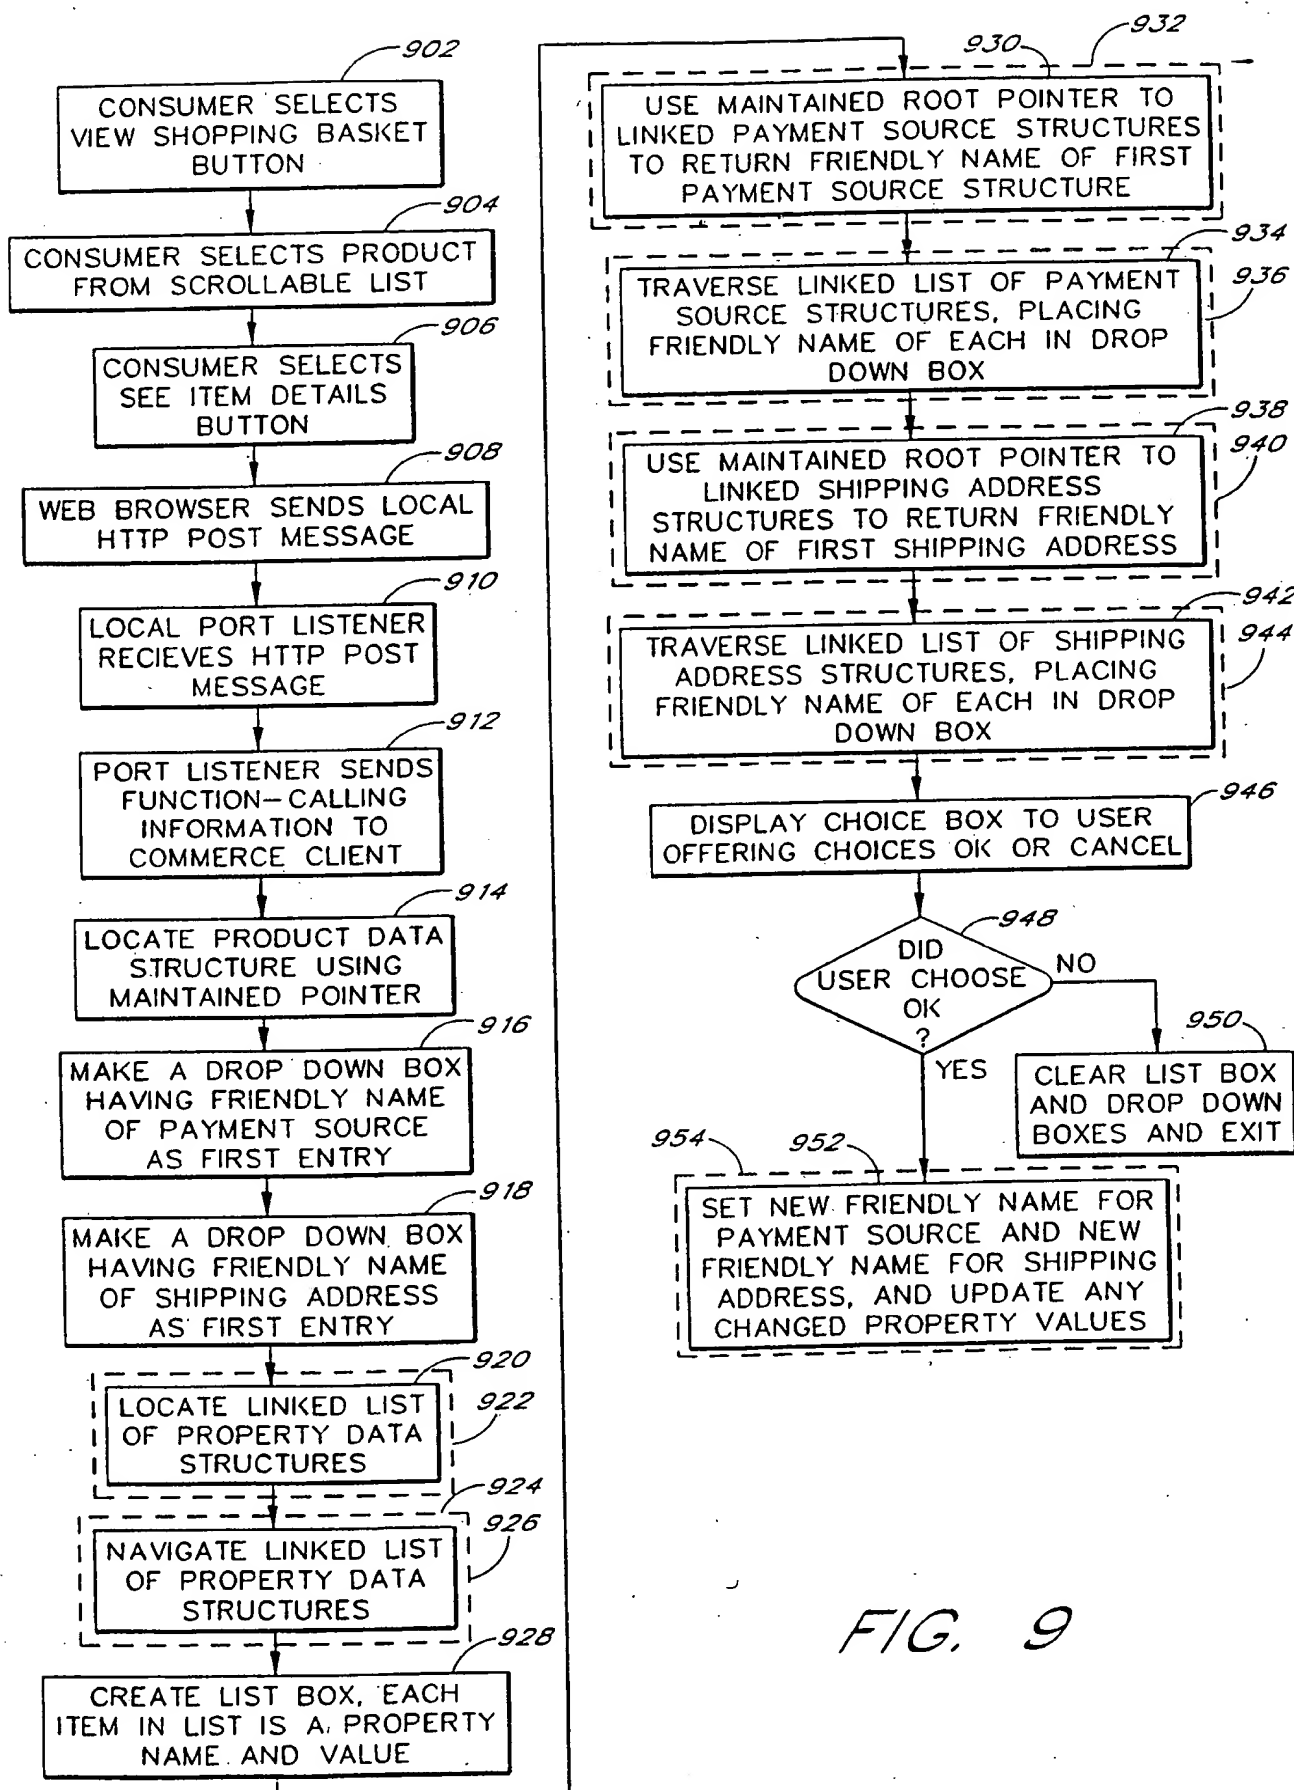 902
CONSUMER SELECTS
VIEW SHOPPING BASKET
BUTTON
904
CONSUMER SELECTS PRODUCT
FROM SCROLLABLE LIST
906
CONSUMER SELECTS
SEE ITEM DETAILS
BUTTON
908
WEB BROWSER SENDS LOCAL
HTTP POST MESSAGE
910
LOCAL PORT LISTENER
RECIEVES HTTP POST
MESSAGE
912
PORT LISTENER SENDS
FUNCTION-CALLING
INFORMATION TO
COMMERCE CLIENT
914
LOCATE PRODUCT DATA
STRUCTURE USING
MAINTAINED POINTER
916
MAKE A DROP DOWN BOX
HAVING FRIENDLY NAME
OF PAYMENT SOURCE
AS FIRST ENTRY
918
MAKE A DROP DOWN BOX
HAVING FRIENDLY NAME
OF SHIPPING ADDRESS
AS FIRST ENTRY
920
922
LOCATE LINKED LIST
OF PROPERTY DATA
STRUCTURES
924
926
NAVIGATE LINKED LIST
OF PROPERTY DATA
STRUCTURES
928
CREATE LIST BOX, EACH
ITEM IN LIST IS A PROPERTY
NAME AND VALUE
930
932
USE MAINTAINED ROOT POINTER TO
LINKED PAYMENT SOURCE STRUCTURES
TO RETURN FRIENDLY NAME OF FIRST
PAYMENT SOURCE STRUCTURE
934
936
TRAVERSE LINKED LIST OF PAYMENT
SOURCE STRUCTURES, PLACING
FRIENDLY NAME OF EACH IN DROP
DOWN BOX
938
940
USE MAINTAINED ROOT POINTER TO
LINKED SHIPPING ADDRESS
STRUCTURES TO RETURN FRIENDLY
NAME OF FIRST SHIPPING ADDRESS
942
944
TRAVERSE LINKED LIST OF SHIPPING
ADDRESS STRUCTURES, PLACING
FRIENDLY NAME OF EACH IN DROP
DOWN BOX
946
DISPLAY CHOICE BOX TO USER
OFFERING CHOICES OK OR CANCEL
948
DID
USER CHOOSE
OK
?
NO
YES
950
CLEAR LIST BOX
AND DROP DOWN
BOXES AND EXIT
954
952
SET NEW FRIENDLY NAME FOR
PAYMENT SOURCE AND NEW
FRIENDLY NAME FOR SHIPPING
ADDRESS, AND UPDATE ANY
CHANGED PROPERTY VALUES
FIG. 9